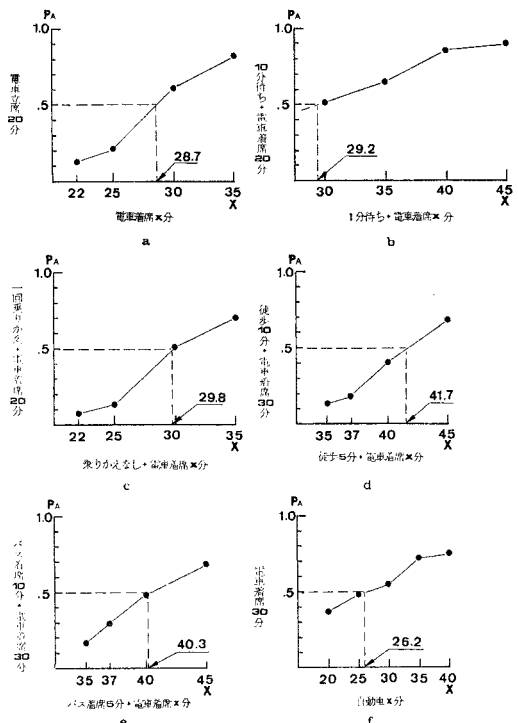 PA
1.0
.5
電車立席20分
28.7
22 25 30 35
X
電車着席X分
a
PA
1.0
.5
10分待ち・電車着席20分
29.2
30 35 40 45
X
1分待ち・電車着席X分
b
PA
1.0
.5
一回乗りかえ・電車着席20分
29.8
22 25 30 35
X
乗りかえなし・電車着席X分
c
PA
1.0
.5
徒歩10分・電車着席30分
41.7
35 37 40 45
X
徒歩5分・電車着席X分
d
PA
1.0
.5
バス着席10分・電車着席30分
40.3
35 37 40 45
X
バス着席5分・電車着席X分
e
PA
1.0
.5
電車着席30分
26.2
20 25 30 35 40
X
自動車X分
f